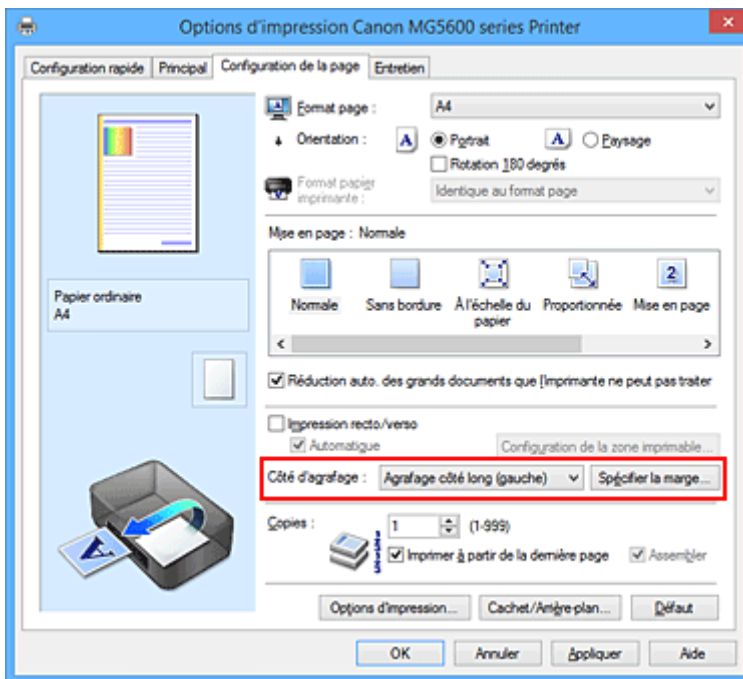 Options d'impression Canon MG5600 series Printer
Configuration rapide Principal Configuration de la page Entretien
Format page : A4
Orientation : A Portrait A Paysage
Rotation 180 degrés
Format papier
imprimante : Identique au format page
Mise en page : Normale
2
Normale Sans bordure À l'échelle du
papier Proportionnée Mise en page
Papier ordinaire
A4
Réduction auto. des grands documents que l'imprimante ne peut pas traiter
Impression recto/verso
Automatique Configuration de la zone imprimable...
Côté d'agrafage : Agrafage côté long (gauche) Spécifier la marge...
Copies : 1 (1-999)
Imprimer à partir de la dernière page Assembler
A
Options d'impression... Cachet/Arrière-plan... Défaut
OK Annuler Appliquer Aide